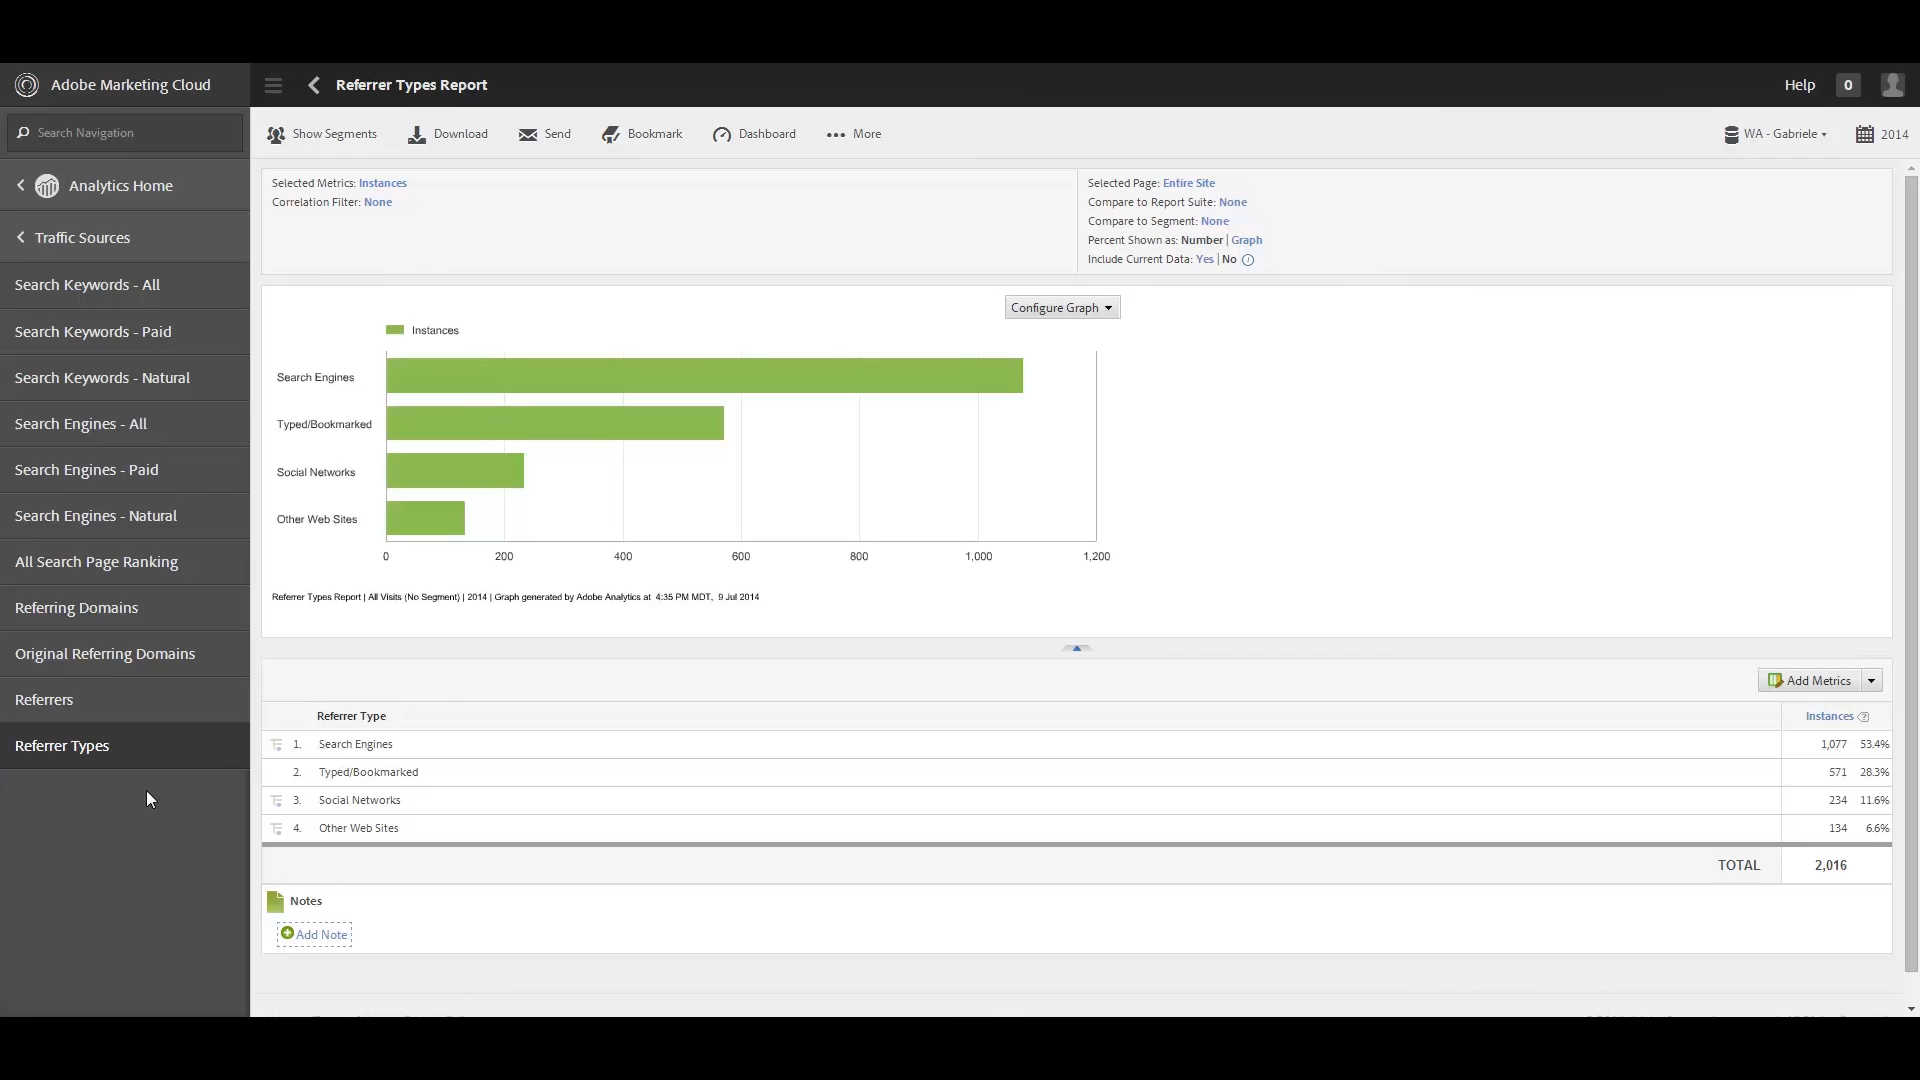 Adobe Marketing Cloud
Referrer Types Report
Help 0
Search Navigation
Show Segments Download Send Bookmark Dashboard More
WA - Gabriele 2014
Analytics Home
Traffic Sources
Search Keywords - All
Search Keywords - Paid
Search Keywords - Natural
Search Engines - All
Search Engines - Paid
Search Engines - Natural
All Search Page Ranking
Referring Domains
Original Referring Domains
Referrers
Referrer Types
Selected Metrics: Instances
Correlation Filter: None
Selected Page: Entire Site
Compare to Report Suite: None
Compare to Segment: None
Percent Shown as: Number | Graph
Include Current Data: Yes | No
Configure Graph
Instances
Search Engines
Typed/Bookmarked
Social Networks
Other Web Sites
0 200 400 600 800 1,000 1,200
Referrer Types Report | All Visits (No Segment) | 2014 | Graph generated by Adobe Analytics at 4:35 PM MDT, 9 Jul 2014
Add Metrics
Referrer Type Instances
1. Search Engines 1,077 53.4%
2. Typed/Bookmarked 571 28.3%
3. Social Networks 234 11.6%
4. Other Web Sites 134 6.6%
TOTAL 2,016
Notes
Add Note